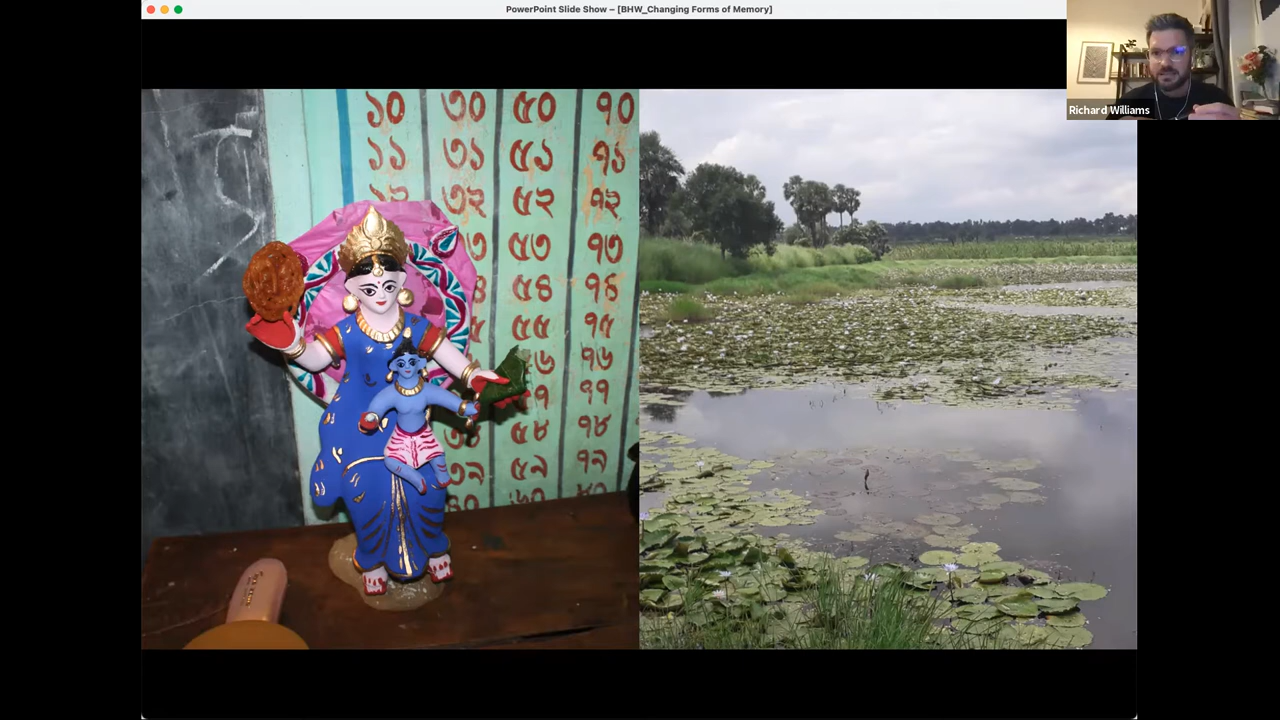 PowerPoint Slide Show – [BHW_Changing Forms of Memory]
Richard Williams
১০ ৩০ ৫০ ৭০
১১ ৩১ ৫১ ৭১
৩২ ৫২ ৭২
৫৩ ৭৩
৫৪ ৭৪
৫৫ ৭৫
৭৬
৭৭
৫৮ ৭৮
৩৯ ৫৯ ৭৯